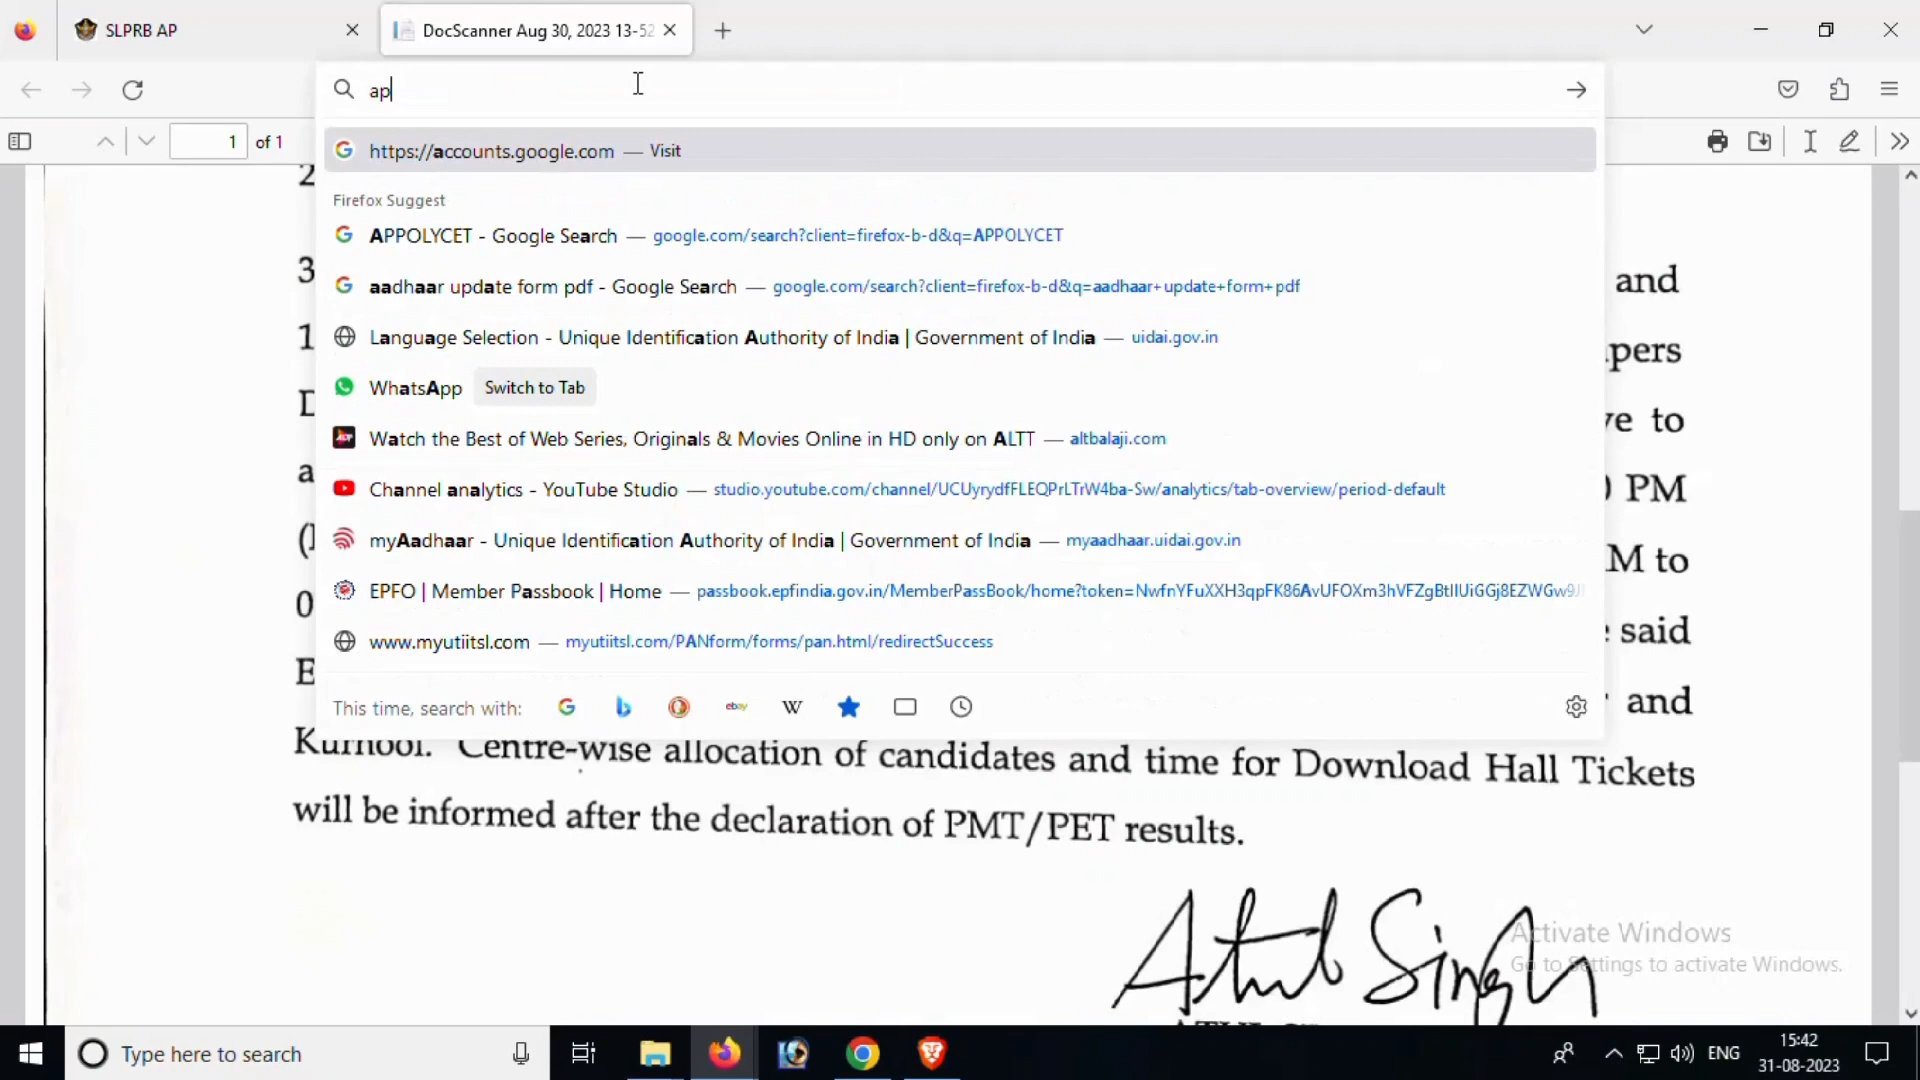 SLPRB AP
DocScanner Aug 30, 2023 13-52
ap
1 of 1
https://accounts.google.com — Visit
Firefox Suggest
APPOLYCET - Google Search — google.com/search?client=firefox-b-d&q=APPOLYCET
aadhaar update form pdf - Google Search — google.com/search?client=firefox-b-d&q=aadhaar+update+form+pdf
Language Selection - Unique Identification Authority of India | Government of India — uidai.gov.in
WhatsApp Switch to Tab
Watch the Best of Web Series, Originals & Movies Online in HD only on ALTT — altbalaji.com
Channel analytics - YouTube Studio — studio.youtube.com/channel/UCUyrydfFLEQPrLTrW4ba-Sw/analytics/tab-overview/period-default
myAadhaar - Unique Identification Authority of India | Government of India — myaadhaar.uidai.gov.in
EPFO | Member Passbook | Home — passbook.epfindia.gov.in/MemberPassBook/home?token=
www.myutiitsl.com — myutiitsl.com/PANform/forms/pan.html/redirectSuccess
This time, search with:
and
ve to
PM
M to
said
and
Kurnool. Centre-wise allocation of candidates and time for Download Hall Tickets
will be informed after the declaration of PMT/PET results.
Atul Singh
Activate Windows
Go to Settings to activate Windows.
Type here to search
ENG
15:42
31-08-2023